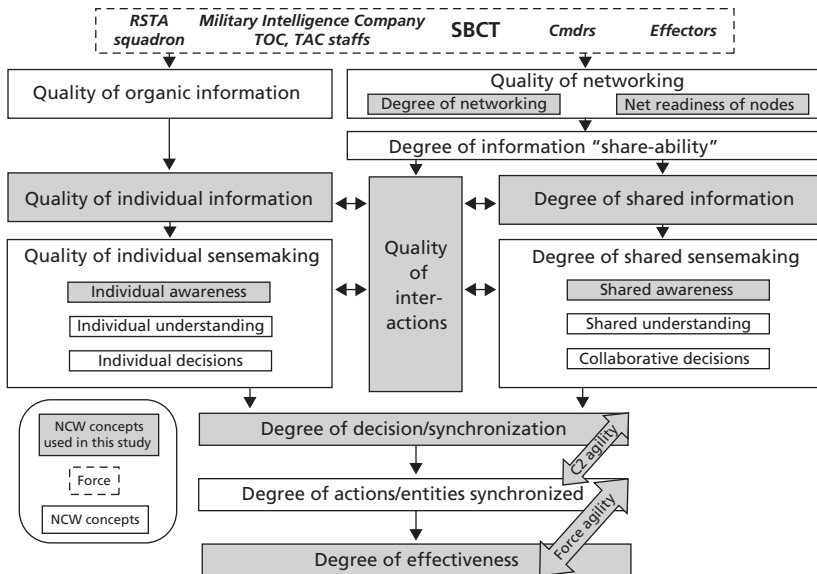 RSTA
squadron
Military Intelligence Company
TOC, TAC staffs
SBCT
Cmdrs
Effectors
Quality of organic information
Quality of networking
Degree of networking
Net readiness of nodes
Degree of information “share-ability”
Quality of individual information
Quality
of
inter-
actions
Degree of shared information
Quality of individual sensemaking
Individual awareness
Individual understanding
Individual decisions
Degree of shared sensemaking
Shared awareness
Shared understanding
Collaborative decisions
NCW concepts
used in this study
Force
NCW concepts
Degree of decision/synchronization
C2 agility
Degree of actions/entities synchronized
Force agility
Degree of effectiveness